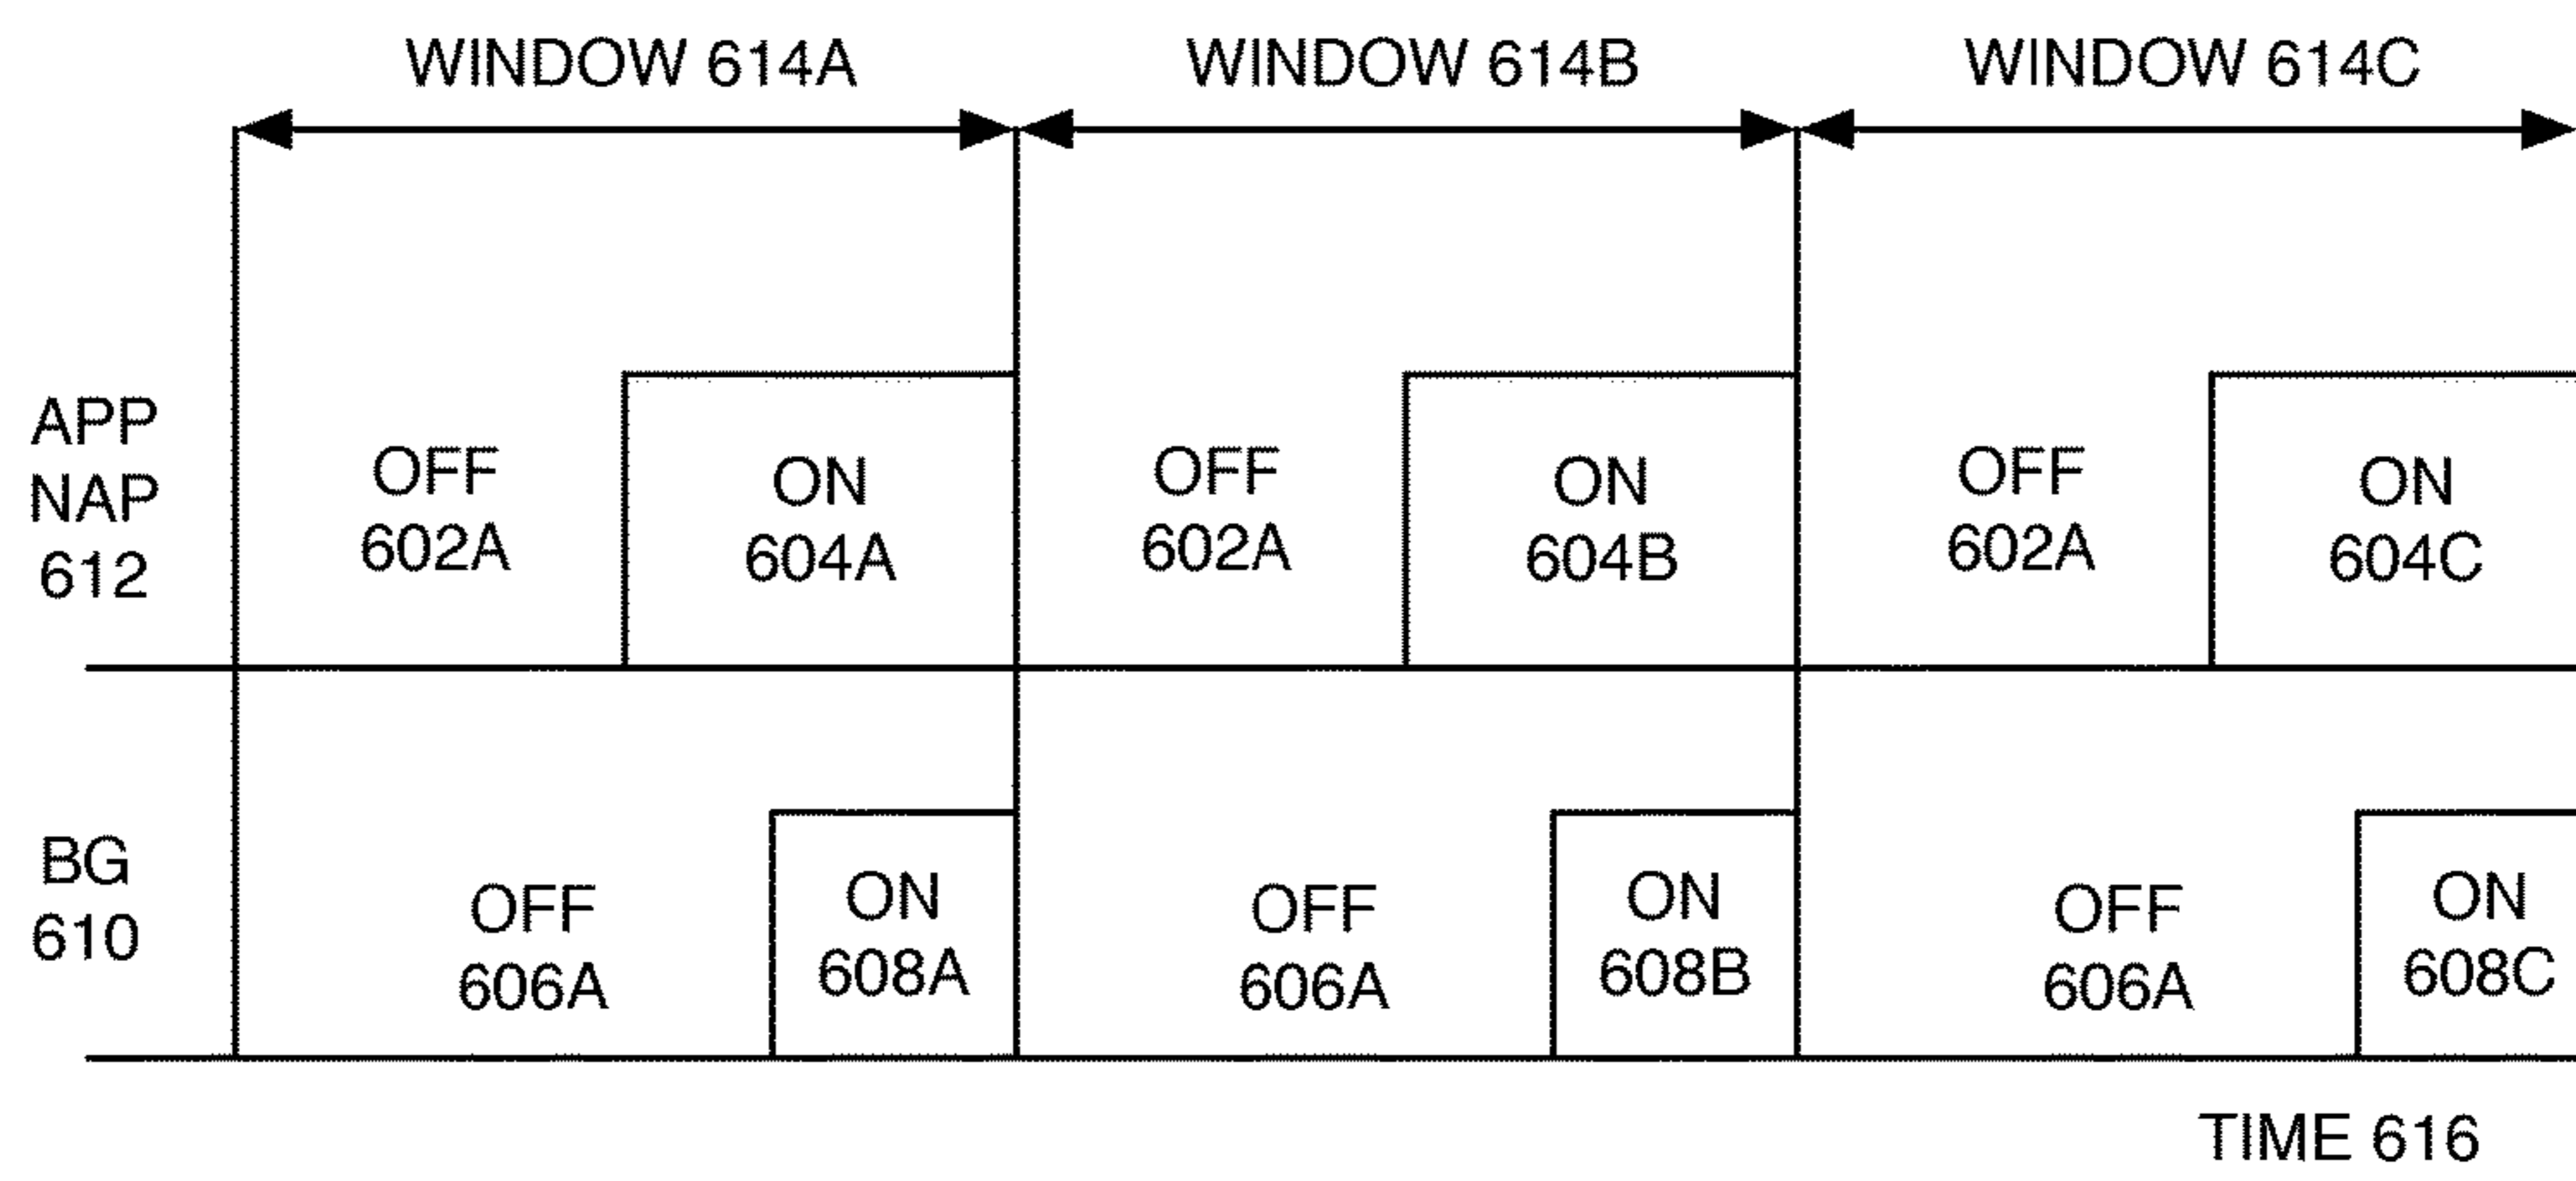 WINDOW 614A
WINDOW 614B
WINDOW 614C
APP
NAP
612
OFF
602A
ON
604A
OFF
602A
ON
604B
OFF
602A
ON
604C
BG
610
OFF
606A
ON
608A
OFF
606A
ON
608B
OFF
606A
ON
608C
TIME 616